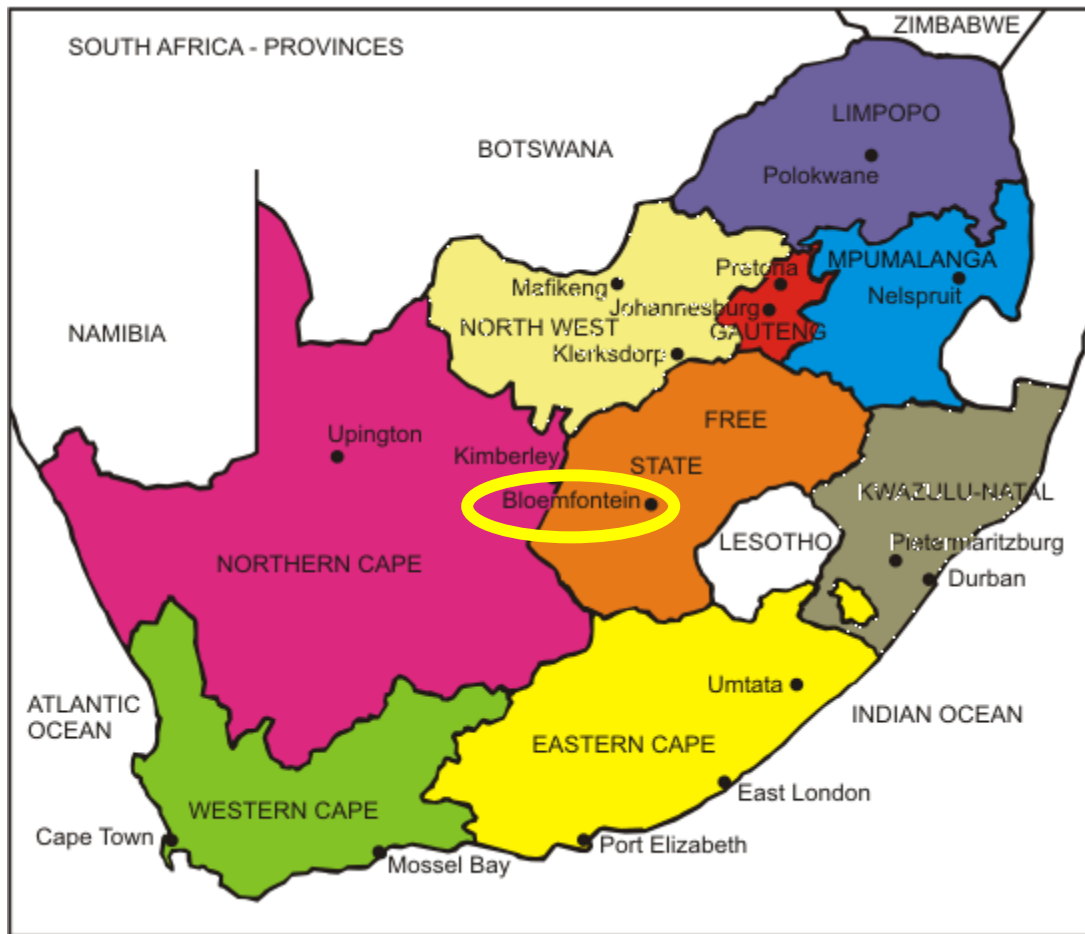 ZIMBABWE
SOUTH AFRICA - PROVINCES
LIMPOPO
BOTSWANA
Polokwane
MPUMALANGA
Pretoria
Mafikeng
Nelspruit
Johannesburg
NAMIBIA
NORTH WEST
GAUTENG
Klerksdorp
FREE
STATE
Upington
Kimberley
KWAZULU-NATAL
Bloemfontein
LESOTHO
Pietermaritzburg
NORTHERN CAPE
Durban
Umtata
ATLANTIC
OCEAN
INDIAN OCEAN
EASTERN CAPE
East London
WESTERN CAPE
Cape Town
Port Elizabeth
Mossel Bay